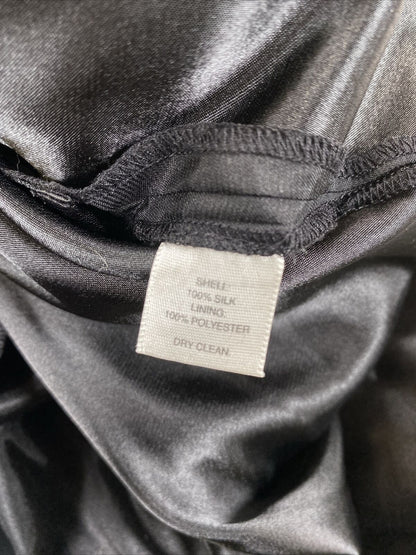 SHELL
100% SILK
LINING.
100% POLYESTER
DRY CLEAN